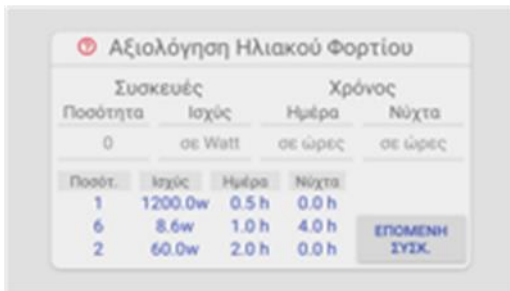 Αξιολόγηση Ηλιακού Φορτίου
Συσκευές Χρόνος
Ποσότητα Ισχύς Ημέρα Νύχτα
0 σε Watt σε ώρες σε ώρες
Ποσότ. Ισχύς Ημέρα Νύχτα
1 1200.0w 0.5 h 0.0 h
6 8.6w 1.0 h 4.0 h
2 60.0w 2.0 h 0.0 h
ΕΠΟΜΕΝΗ
ΣΥΣΚ.